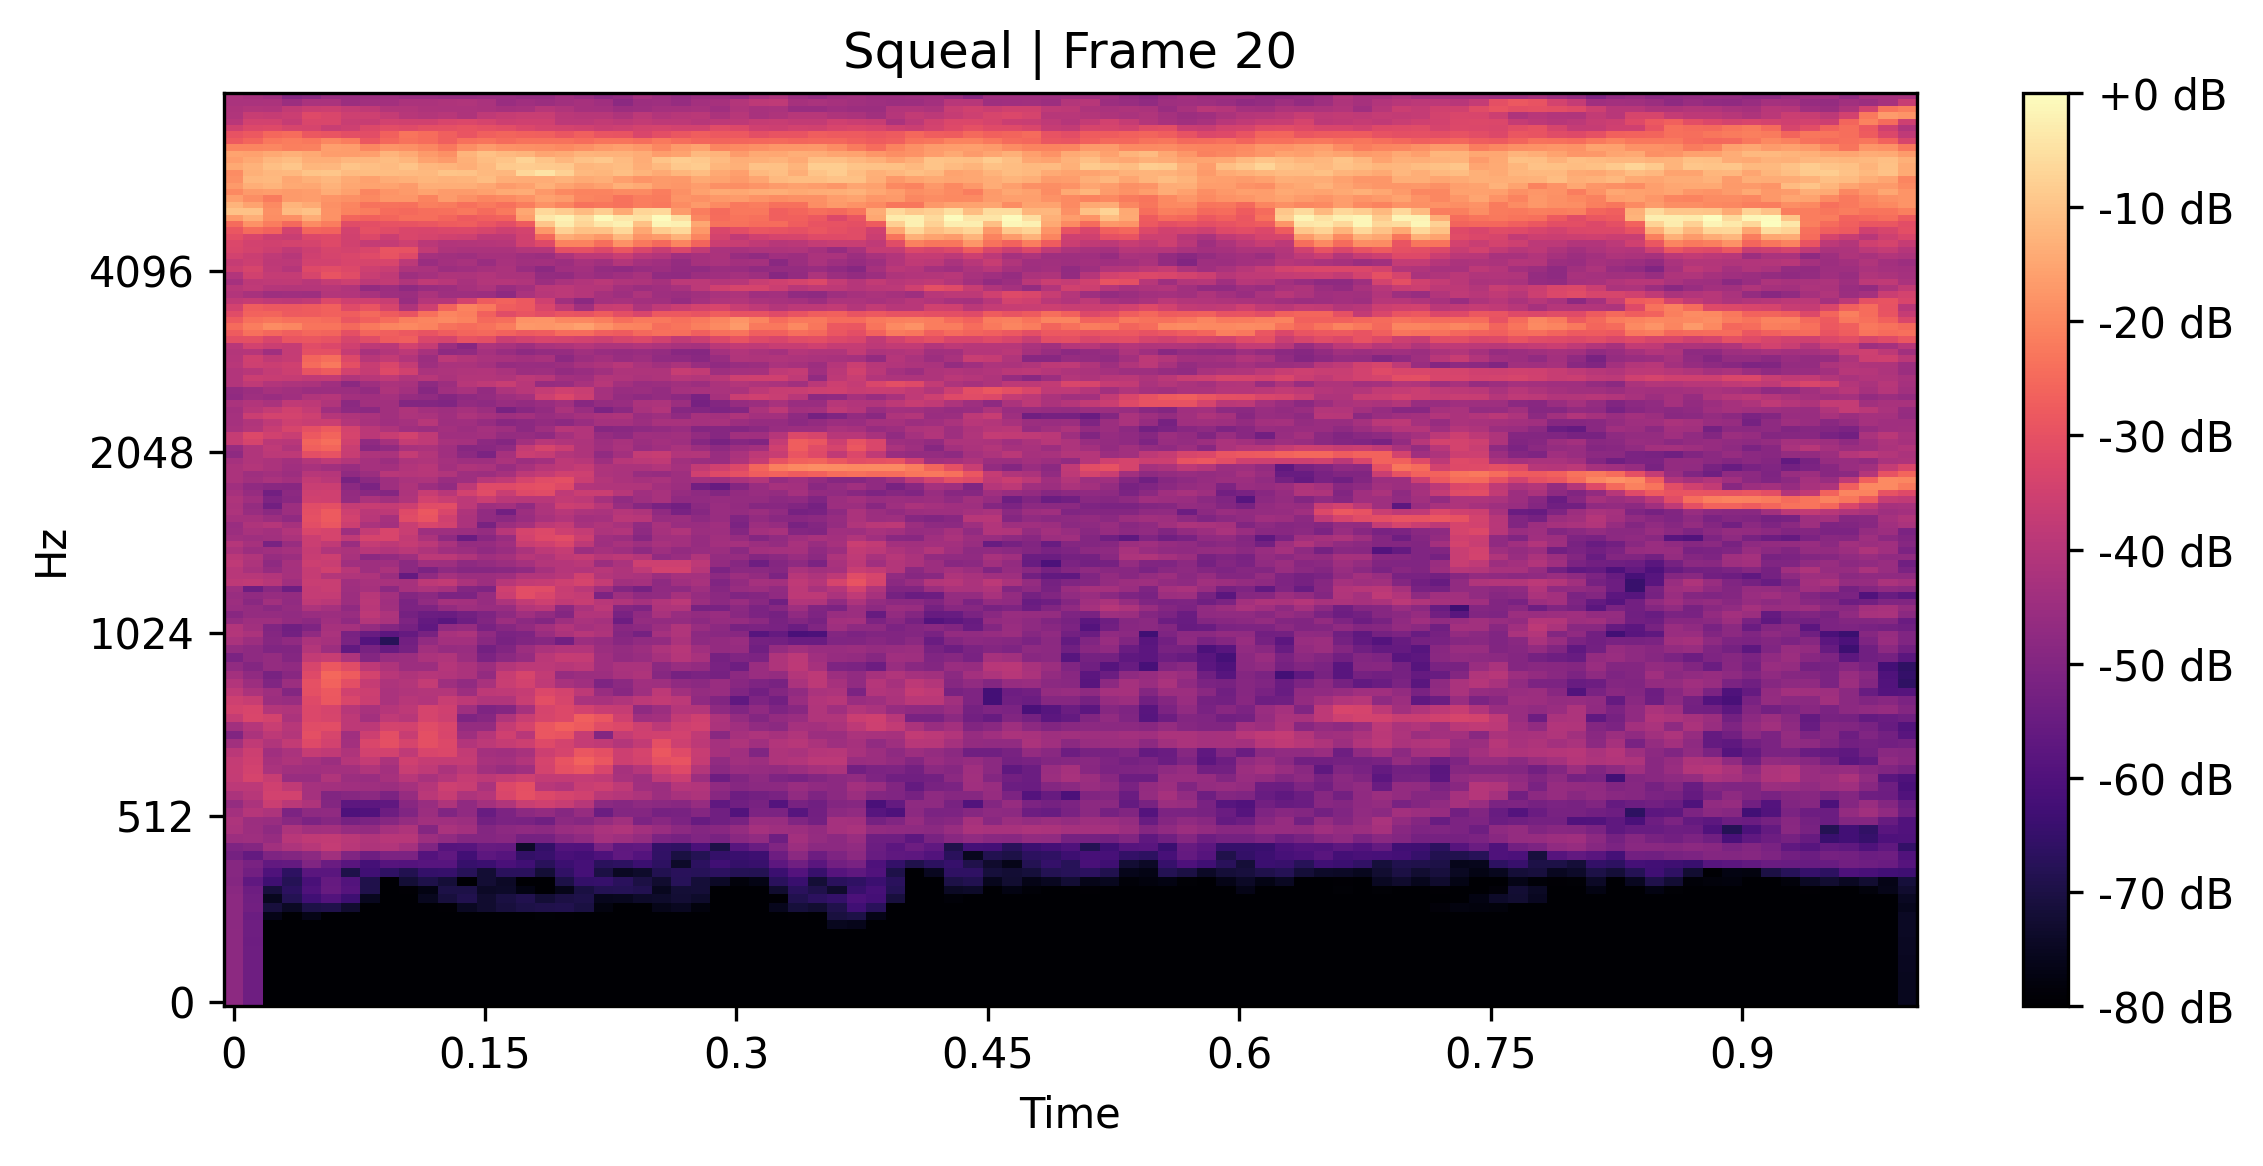 Squeal | Frame 20
+0 dB
-10 dB
-20 dB
-30 dB
-40 dB
-50 dB
-60 dB
-70 dB
-80 dB
Hz
4096
2048
1024
512
0
0 0.15 0.3 0.45 0.6 0.75 0.9
Time